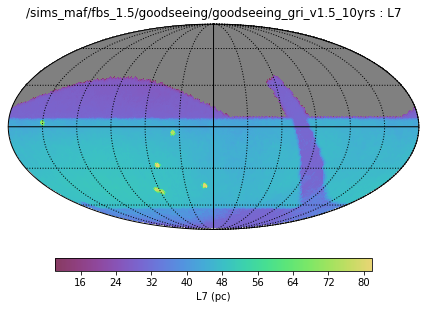 /sims_maf/fbs_1.5/goodseeing/goodseeing_gri_v1.5_10yrs : L7
16 24 32 40 48 56 64 72 80
L7 (pc)